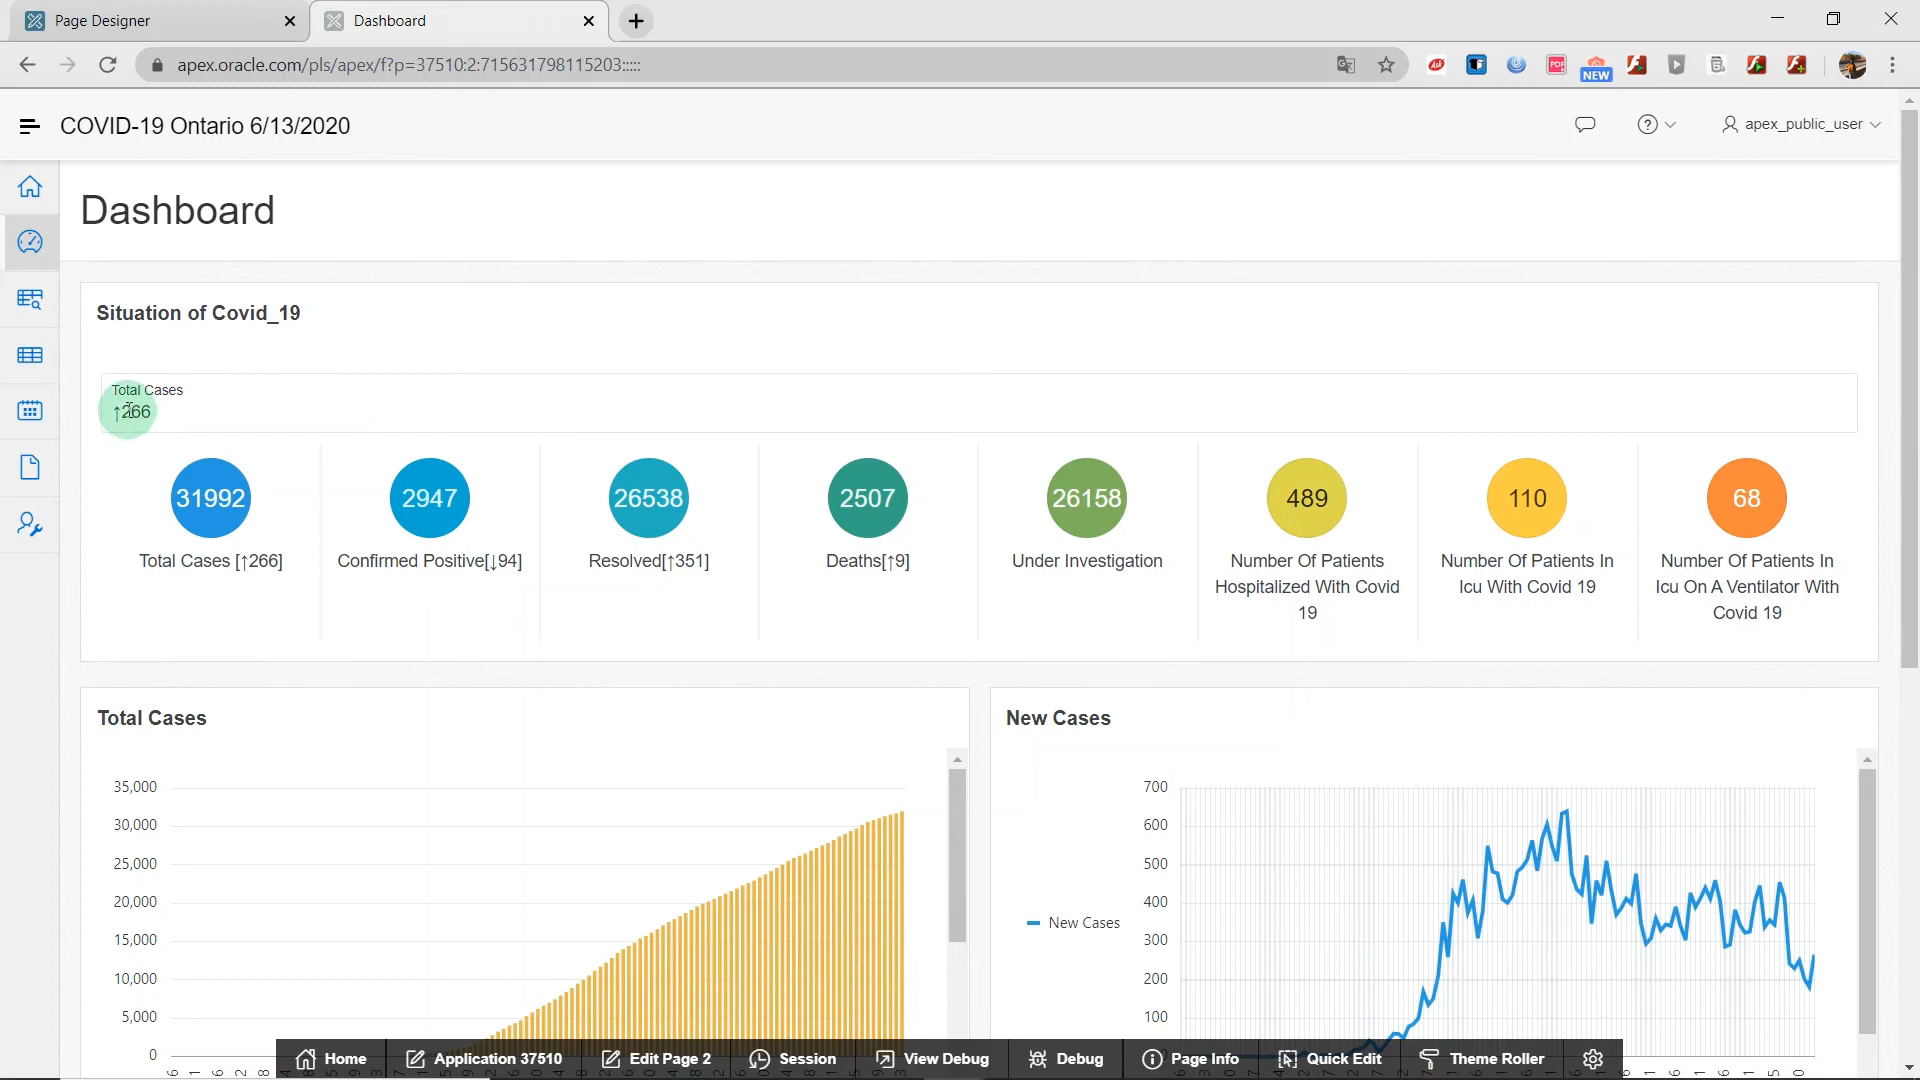 Page Designer
Dashboard
apex.oracle.com/pls/apex/f?p=37510:2:715631798115203:::::
Ask
PDF
NEW
COVID-19 Ontario 6/13/2020
apex_public_user
Dashboard
Situation of Covid_19
Total Cases
↑266
31992
2947
26538
2507
26158
489
110
68
Total Cases [↑266]
Confirmed Positive[↓94]
Resolved[↑351]
Deaths[↑9]
Under Investigation
Number Of Patients
Hospitalized With Covid
19
Number Of Patients In
Icu With Covid 19
Number Of Patients In
Icu On A Ventilator With
Covid 19
Total Cases
35,000
30,000
25,000
20,000
15,000
10,000
5,000
0
New Cases
700
600
500
400
300
200
100
New Cases
Home
Application 37510
Edit Page 2
Session
View Debug
Debug
Page Info
Quick Edit
Theme Roller